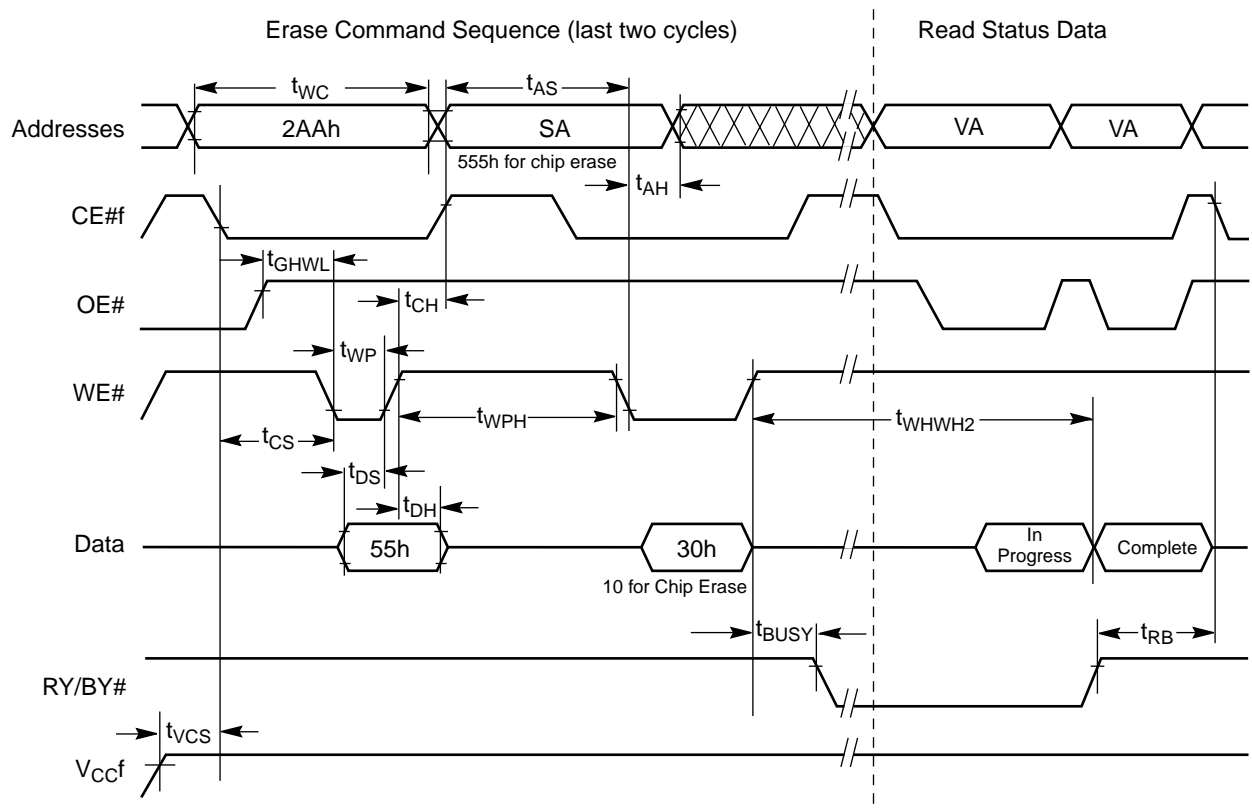 Erase Command Sequence (last two cycles)
Read Status Data
tWC
tAS
Addresses
2AAh
SA
VA
VA
555h for chip erase
tAH
CE#f
tGHWL
OE#
tCH
tWP
WE#
tWPH
tWHWH2
tCS
tDS
tDH
Data
55h
30h
In
Progress
Complete
10 for Chip Erase
tBUSY
tRB
RY/BY#
tVCS
VCCf